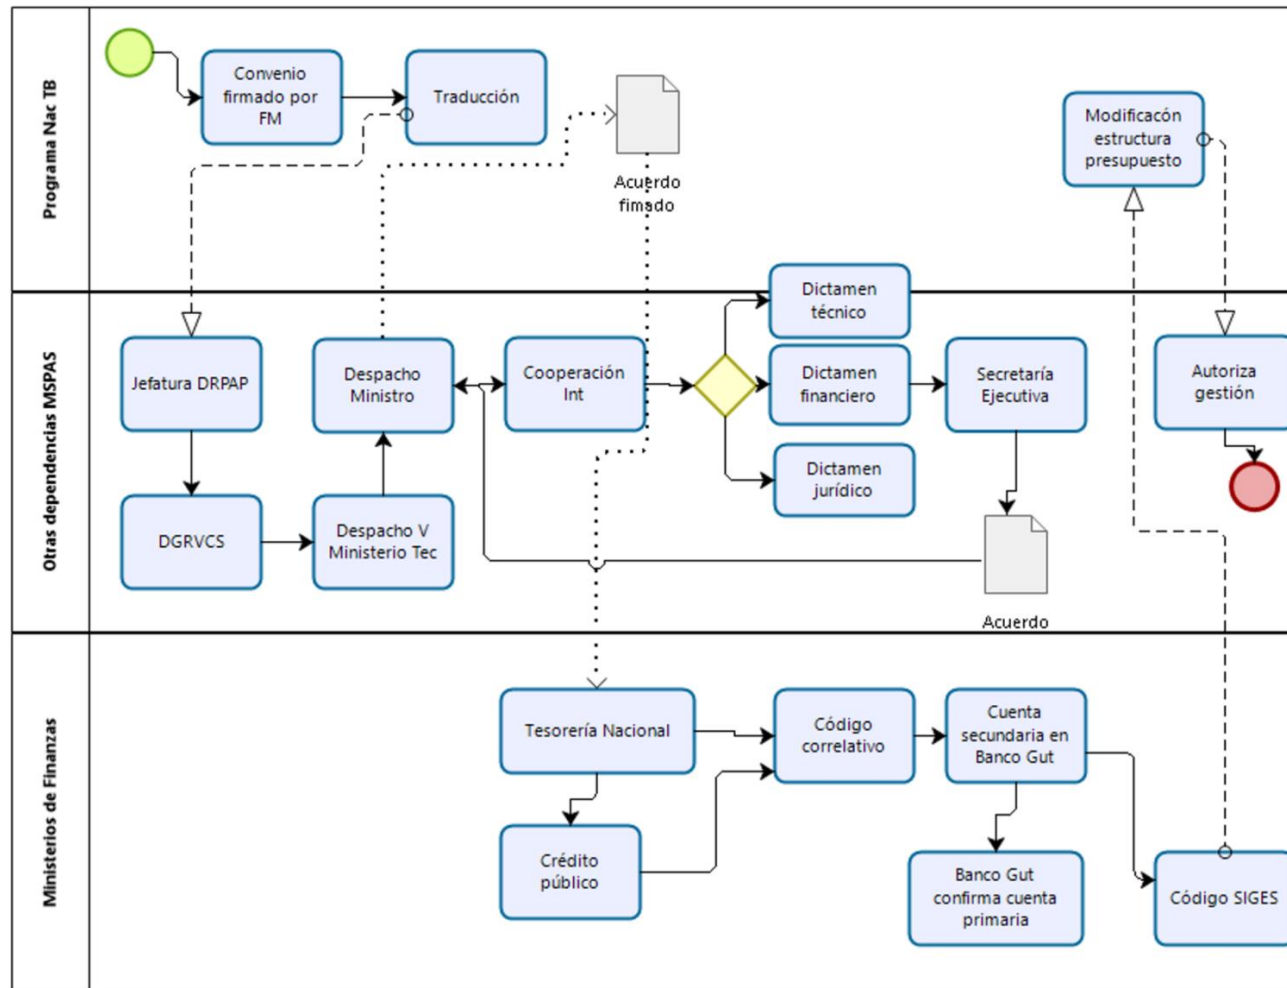 Programa Nac TB
Convenio
firmado por
FM
Traducción
Acuerdo
fimado
Modificacón
estructura
presupuesto
Otras dependencias MSPAS
Jefatura DRPAP
Despacho
Ministro
Cooperación
Int
Dictamen
técnico
Dictamen
financiero
Dictamen
jurídico
Secretaría
Ejecutiva
Autoriza
gestión
DGRVCS
Despacho V
Ministerio Tec
Acuerdo
Ministerios de Finanzas
Tesorería Nacional
Código
correlativo
Cuenta
secundaria en
Banco Gut
Crédito
público
Banco Gut
confirma cuenta
primaria
Código SIGES